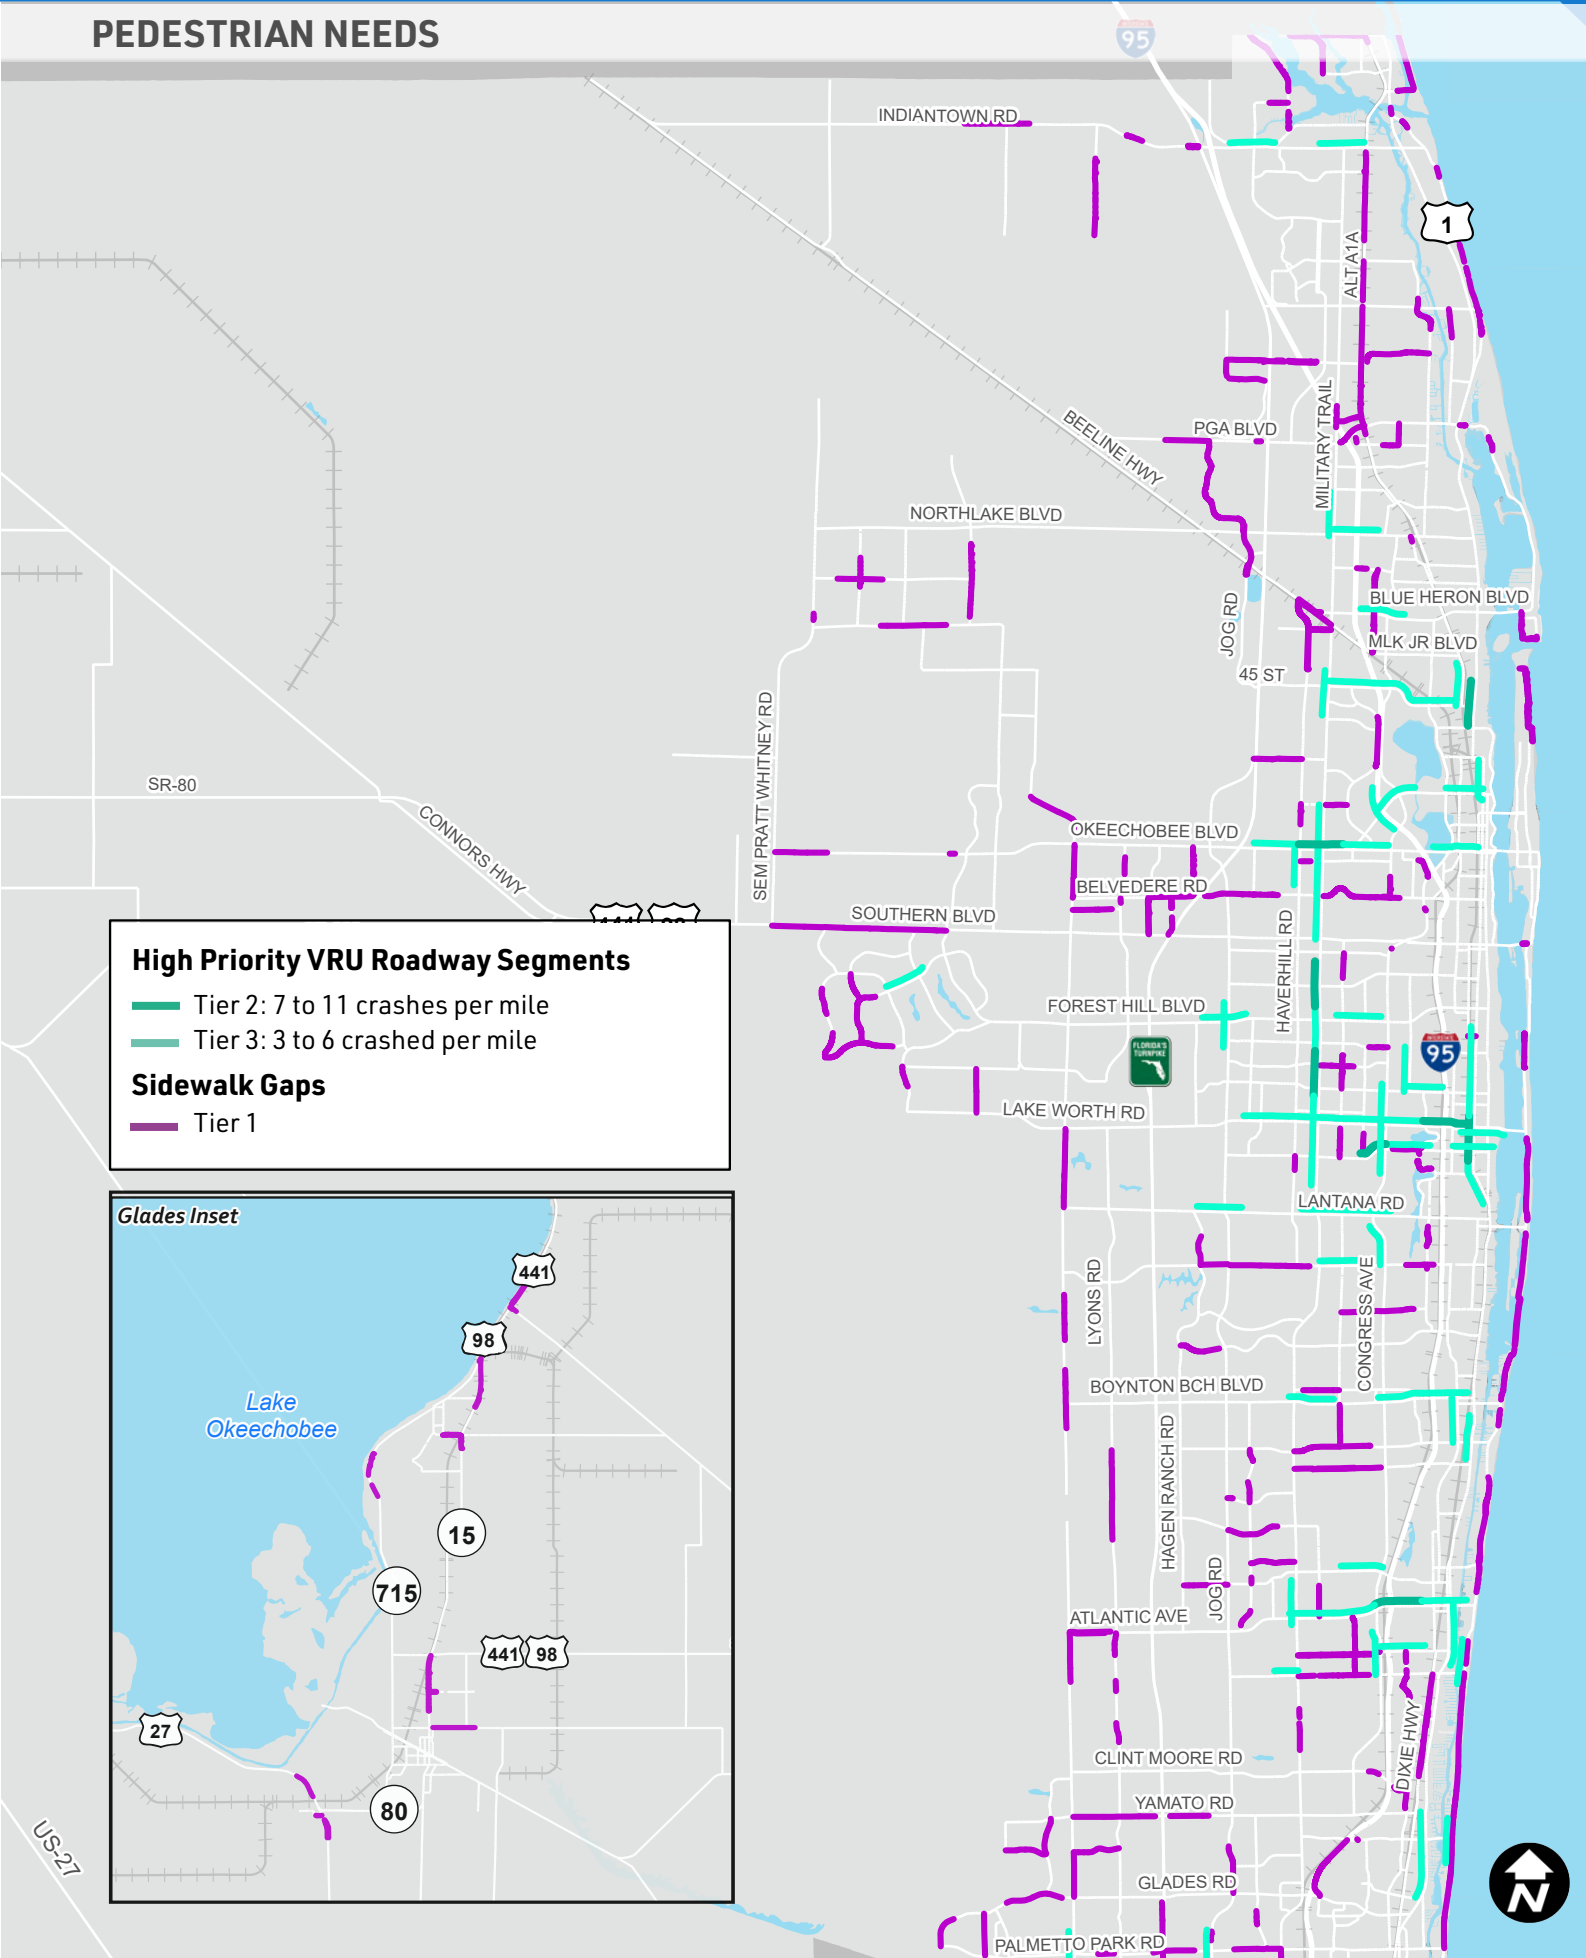 PEDESTRIAN NEEDS
95
INDIANTOWN RD
1
ALT A1A
MILITARY TRAIL
BEELINE HWY
PGA BLVD
NORTHLAKE BLVD
JOG RD
BLUE HERON BLVD
MLK JR BLVD
45 ST
SEM PRATT WHITNEY RD
SR-80
CONNORS HWY
OKEECHOBEE BLVD
BELVEDERE RD
SOUTHERN BLVD
HAVERHILL RD
FOREST HILL BLVD
FLORIDA'S
TURNPIKE
95
LAKE WORTH RD
LANTANA RD
LYONS RD
CONGRESS AVE
BOYNTON BCH BLVD
HAGEN RANCH RD
JOG RD
ATLANTIC AVE
CLINT MOORE RD
DIXIE HWY
YAMATO RD
GLADES RD
PALMETTO PARK RD
US-27
N
High Priority VRU Roadway Segments
Tier 2: 7 to 11 crashes per mile
Tier 3: 3 to 6 crashed per mile
Sidewalk Gaps
Tier 1
Glades Inset
441
98
Lake
Okeechobee
15
715
441 98
27
80